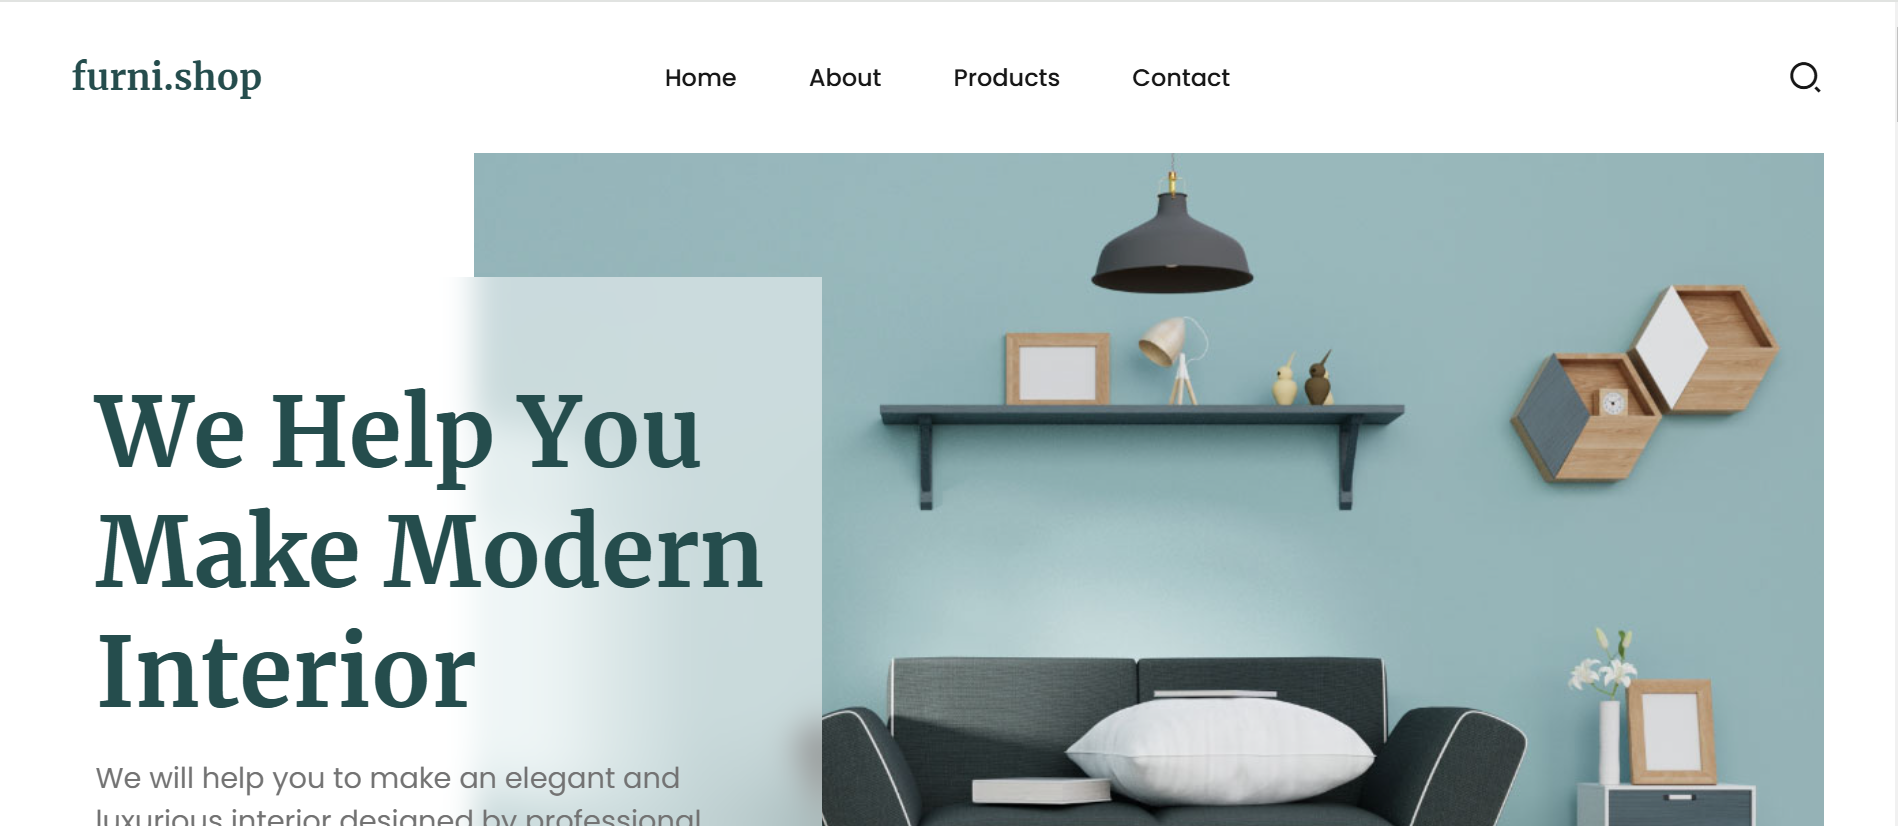 furni.shop
Home About Products Contact
We Help You
Make Modern
Interior
We will help you to make an elegant and
luxurious interior designed by professional